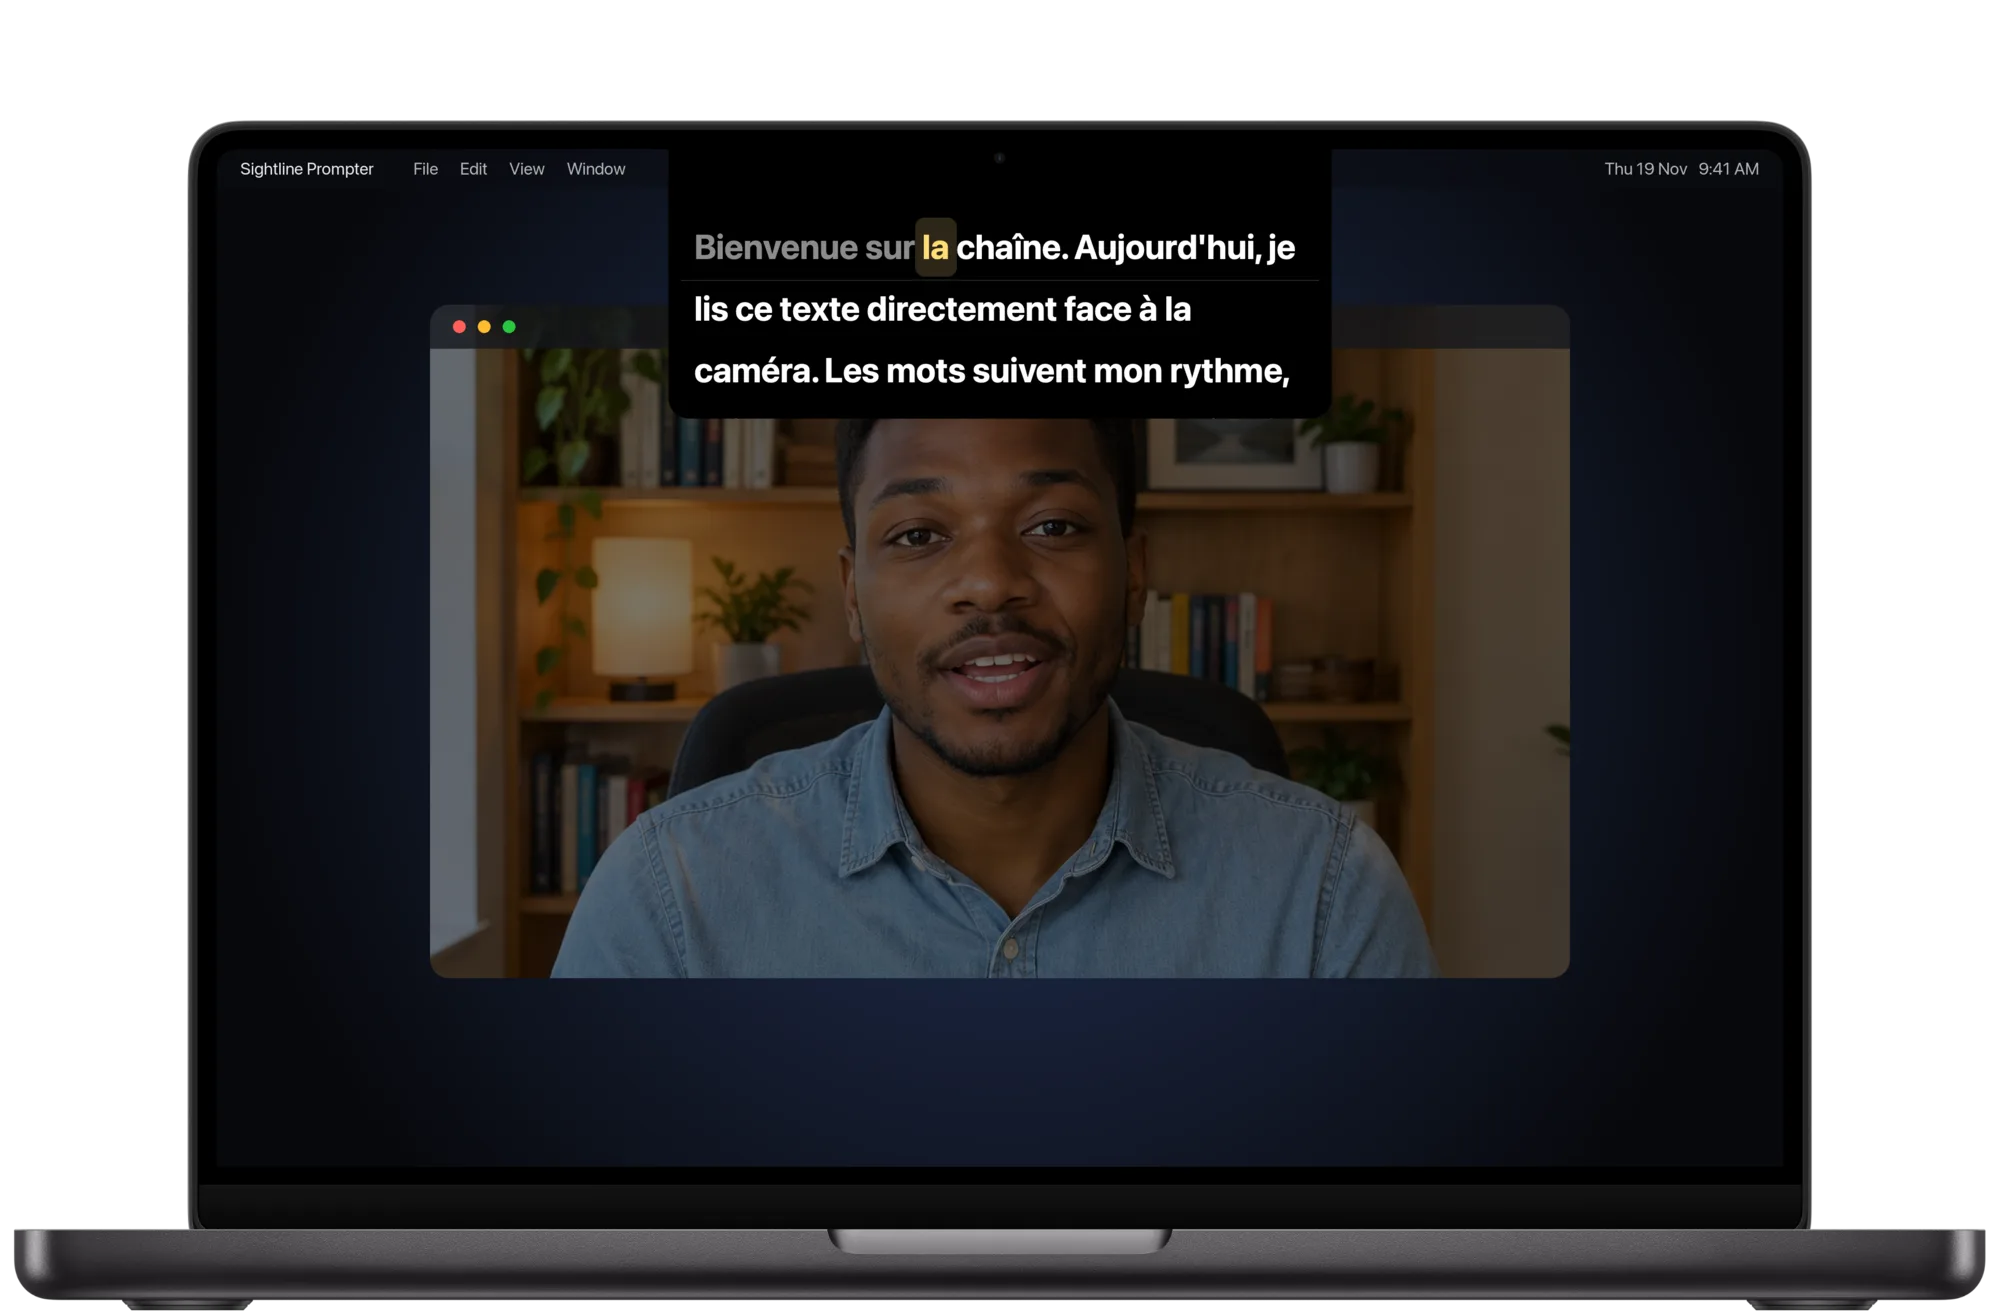 Sightline Prompter File Edit View Window Thu 19 Nov 9:41 AM
Bienvenue sur la chaîne. Aujourd'hui, je
lis ce texte directement face à la
caméra. Les mots suivent mon rythme,